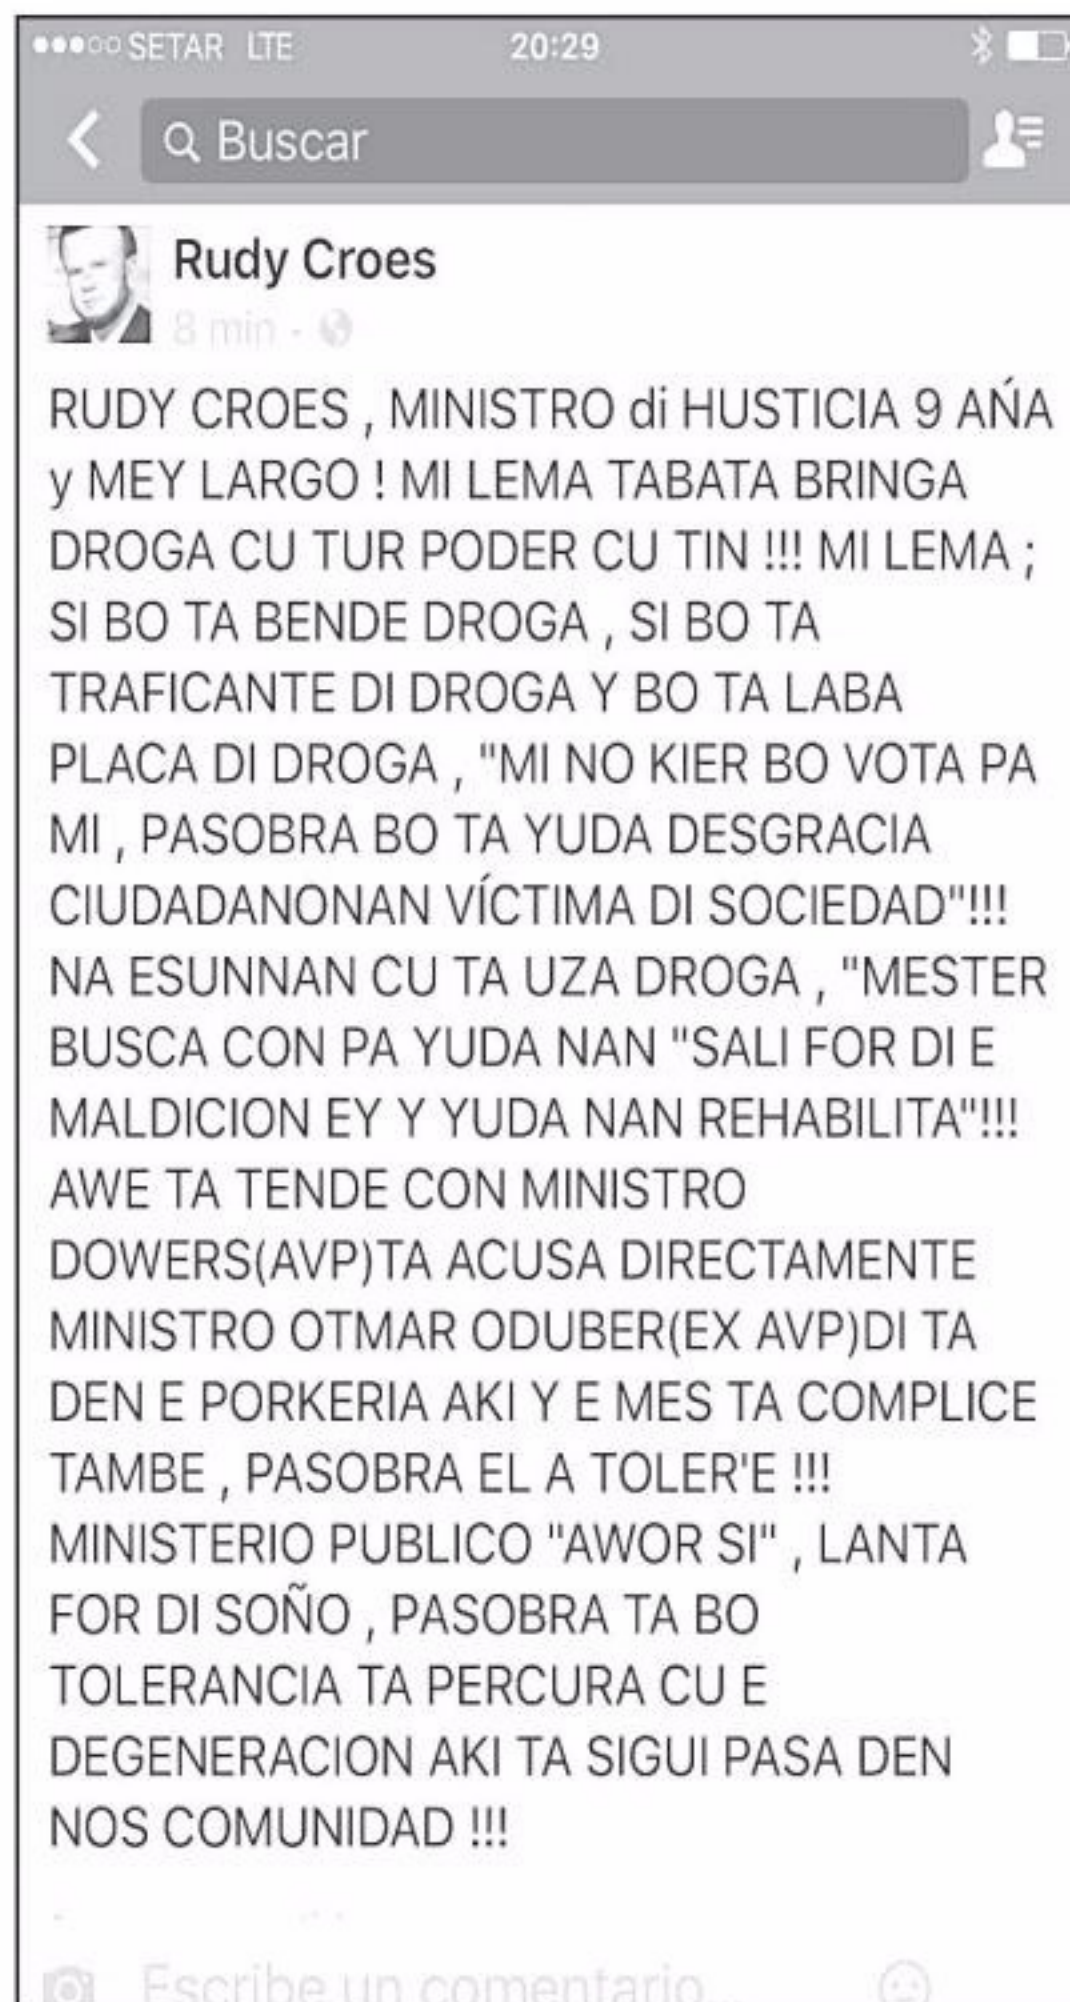 SETAR LTE 20:29
Buscar
Rudy Croes
8 min ·
RUDY CROES , MINISTRO di HUSTICIA 9 AŃA
y MEY LARGO ! MI LEMA TABATA BRINGA
DROGA CU TUR PODER CU TIN !!! MI LEMA ;
SI BO TA BENDE DROGA , SI BO TA
TRAFICANTE DI DROGA Y BO TA LABA
PLACA DI DROGA , "MI NO KIER BO VOTA PA
MI , PASOBRA BO TA YUDA DESGRACIA
CIUDADANONAN VÍCTIMA DI SOCIEDAD"!!!
NA ESUNNAN CU TA UZA DROGA , "MESTER
BUSCA CON PA YUDA NAN "SALI FOR DI E
MALDICION EY Y YUDA NAN REHABILITA"!!!
AWE TA TENDE CON MINISTRO
DOWERS(AVP)TA ACUSA DIRECTAMENTE
MINISTRO OTMAR ODUBER(EX AVP)DI TA
DEN E PORKERIA AKI Y E MES TA COMPLICE
TAMBE , PASOBRA EL A TOLER'E !!!
MINISTERIO PUBLICO "AWOR SI" , LANTA
FOR DI SOÑO , PASOBRA TA BO
TOLERANCIA TA PERCURA CU E
DEGENERACION AKI TA SIGUI PASA DEN
NOS COMUNIDAD !!!
Escribe un comentario...